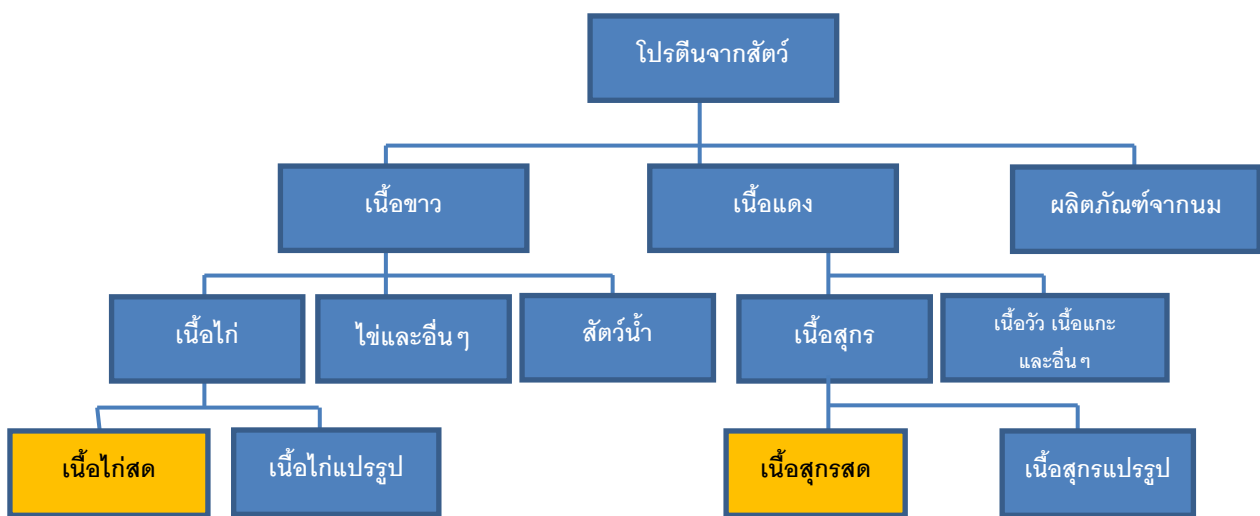 โปรตีนจากสัตว์
เนื้อขาว
เนื้อแดง
ผลิตภัณฑ์จากนม
เนื้อไก่
ไข่และอื่นๆ
สัตว์น้ำ
เนื้อสุกร
เนื้อวัว เนื้อแกะ
และอื่นๆ
เนื้อไก่สด
เนื้อไก่แปรรูป
เนื้อสุกรสด
เนื้อสุกรแปรรูป